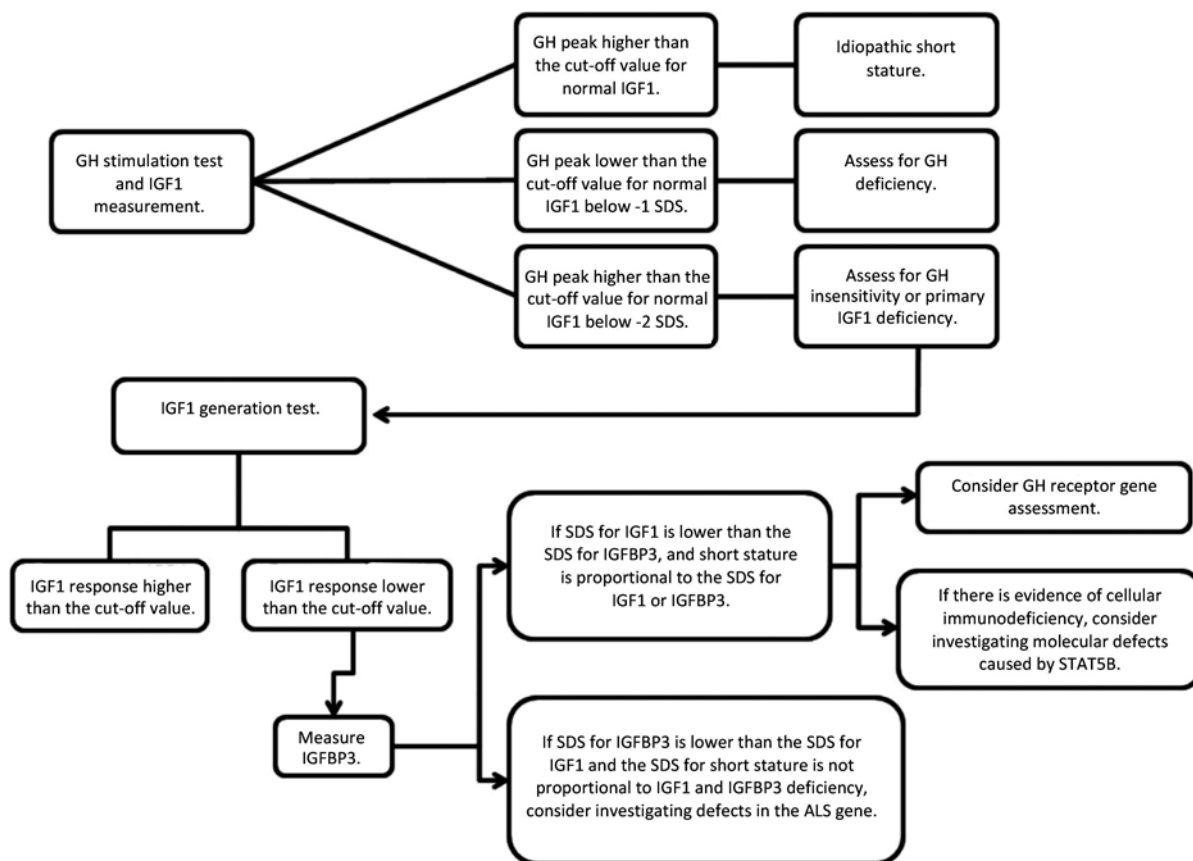 GH peak higher than
the cut-off value for
normal IGF1.
Idiopathic short
stature.
GH stimulation test
and IGF1
measurement.
GH peak lower than the
cut-off value for normal
IGF1 below -1 SDS.
Assess for GH
deficiency.
GH peak higher than the
cut-off value for normal
IGF1 below -2 SDS.
Assess for GH
insensitivity or primary
IGF1 deficiency.
IGF1 generation test.
IGF1 response higher
than the cut-off value.
IGF1 response lower
than the cut-off value.
Measure
IGFBP3.
If SDS for IGF1 is lower than the
SDS for IGFBP3, and short stature
is proportional to the SDS for
IGF1 or IGFBP3.
Consider GH receptor gene
assessment.
If there is evidence of cellular
immunodeficiency, consider
investigating molecular defects
caused by STAT5B.
If SDS for IGFBP3 is lower than the SDS for
IGF1 and the SDS for short stature is not
proportional to IGF1 and IGFBP3 deficiency,
consider investigating defects in the ALS gene.